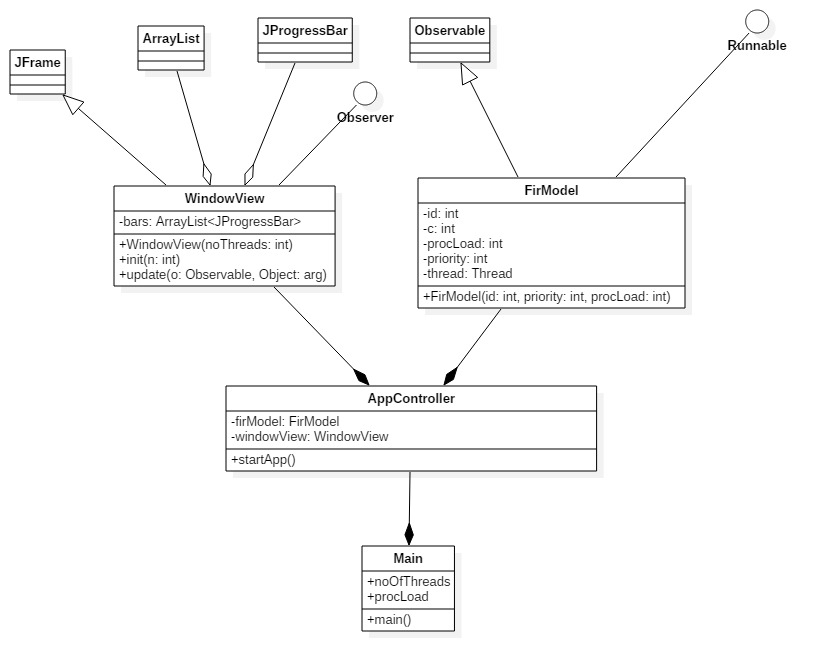 JFrame
ArrayList
JProgressBar
Observer
Observable
Runnable
WindowView
-bars: ArrayList<JProgressBar>
+WindowView(noThreads: int)
+init(n: int)
+update(o: Observable, Object: arg)
FirModel
-id: int
-c: int
-procLoad: int
-priority: int
-thread: Thread
+FirModel(id: int, priority: int, procLoad: int)
AppController
-firModel: FirModel
-windowView: WindowView
+startApp()
Main
+noOfThreads
+procLoad
+main()